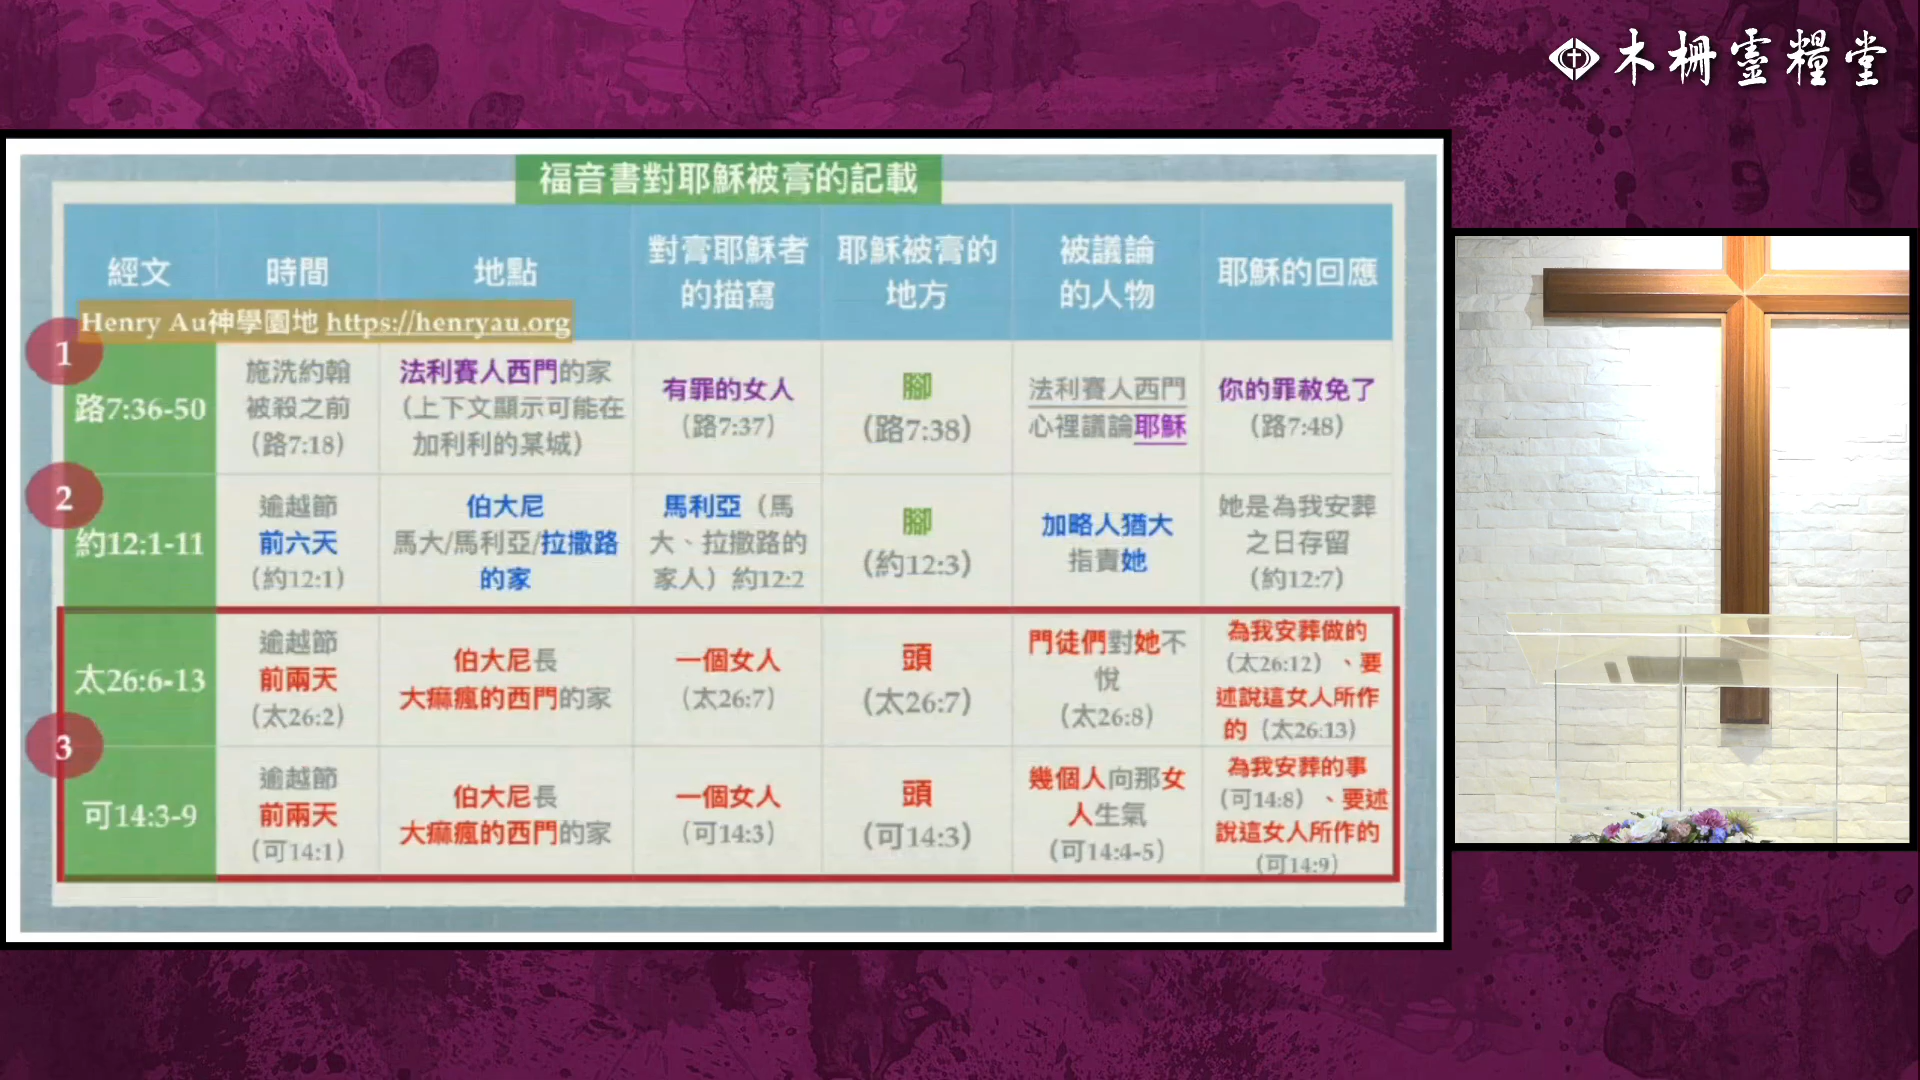 木柵靈糧堂
福音書對耶穌被膏的記載
經文
時間
地點
對膏耶穌者
的描寫
耶穌被膏的
地方
被議論
的人物
耶穌的回應
Henry Au神學園地 https://henryau.org
1
路7:36-50
施洗約翰
被殺之前
（路7:18）
法利賽人西門的家
（上下文顯示可能在
加利利的某城）
有罪的女人
（路7:37）
腳
（路7:38）
法利賽人西門
心裡議論耶穌
你的罪赦免了
（路7:48）
2
約12:1-11
逾越節
前六天
（約12:1）
伯大尼
馬大/馬利亞/拉撒路
的家
馬利亞（馬
大、拉撒路的
家人）約12:2
腳
（約12:3）
加略人猶大
指責她
她是為我安葬
之日存留
（約12:7）
3
太26:6-13
逾越節
前兩天
（太26:2）
伯大尼長
大痲瘋的西門的家
一個女人
（太26:7）
頭
（太26:7）
門徒們對她不
悅
（太26:8）
為我安葬做的
（太26:12）、要
述說這女人所作
的（太26:13）
可14:3-9
逾越節
前兩天
（可14:1）
伯大尼長
大痲瘋的西門的家
一個女人
（可14:3）
頭
（可14:3）
幾個人向那女
人生氣
（可14:4-5）
為我安葬的事
（可14:8）、要述
說這女人所作的
（可14:9）